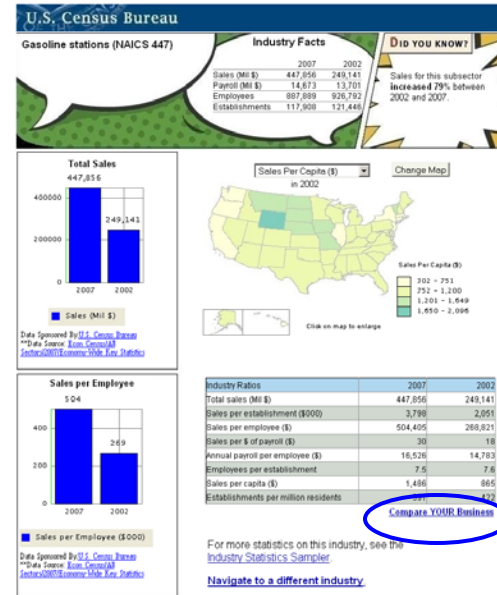 U.S. Census Bureau
Gasoline stations (NAICS 447)
Industry Facts
2007 2002
Sales (Mil $) 447,856 249,141
Payroll (Mil $) 14,673 13,701
Employees 887,889 926,792
Establishments 117,908 121,446
DID YOU KNOW?
Sales for this subsector
increased 79% between
2002 and 2007.
Total Sales
447,856
400000
249,141
200000
0
2007 2002
Sales (Mil $)
Data Sponsored By U.S. Census Bureau
**Data Source: Econ Census/All
Sectors/2007/Economy-Wide Key Statistics
Sales Per Capita ($) Change Map
in 2002
Sales Per Capita ($)
302 - 751
752 - 1,200
1,201 - 1,649
1,650 - 2,096
Click on map to enlarge
Sales per Employee
504
400
269
200
0
2007 2002
Sales per Employee ($000)
Data Sponsored By U.S. Census Bureau
**Data Source: Econ Census/All
Sectors/2007/Economy-Wide Key Statistics
Industry Ratios 2007 2002
Total sales (Mil $) 447,856 249,141
Sales per establishment ($000) 3,798 2,051
Sales per employee ($) 504,405 268,821
Sales per $ of payroll ($) 30 18
Annual payroll per employee ($) 16,526 14,783
Employees per establishment 7.5 7.6
Sales per capita ($) 1,486 865
Establishments per million residents 422
Compare YOUR Business
For more statistics on this industry, see the
Industry Statistics Sampler.
Navigate to a different industry.